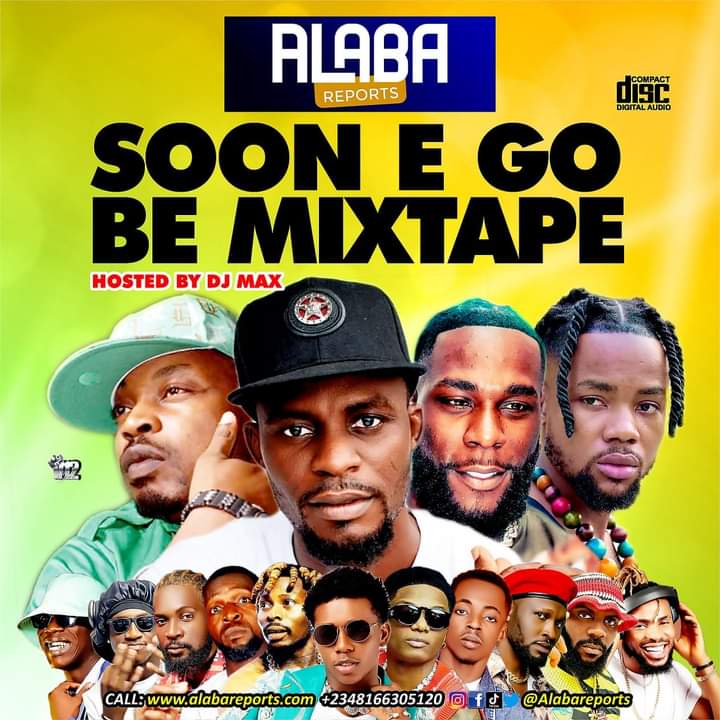 ALABA
REPORTS
COMPACT
disc
DIGITAL AUDIO
SOON E GO
BE MIXTAPE
HOSTED BY DJ MAX
CALL: www.alabareports.com +2348166305120 @Alabareports